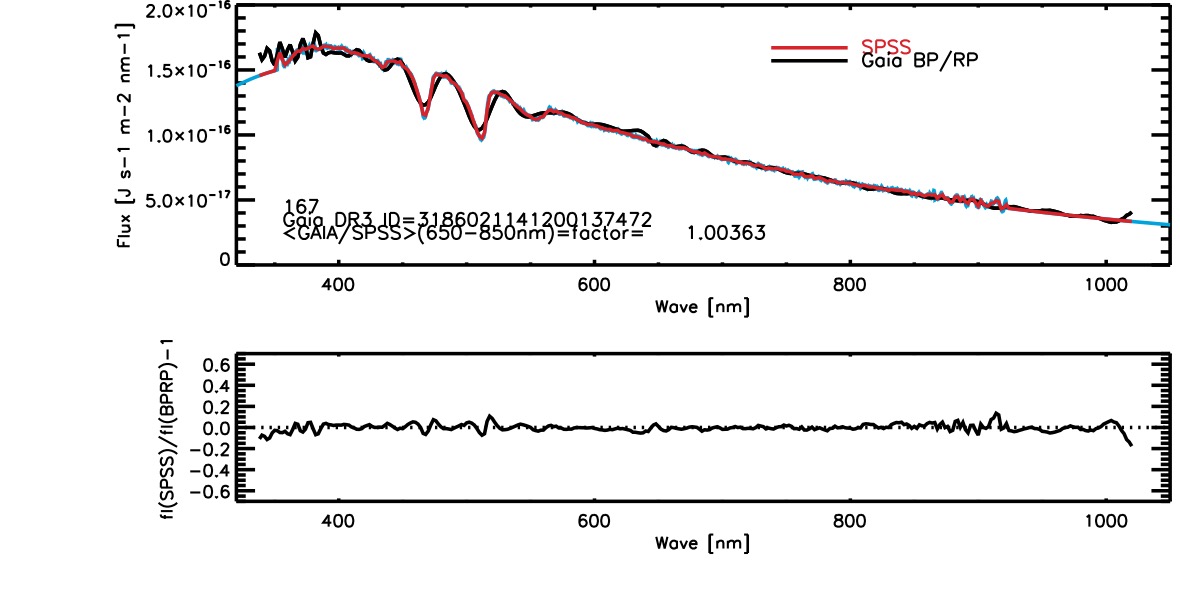 2.0×10−16
1.5×10−16
1.0×10−16
5.0×10−17
0
Flux [J s−1 m−2 nm−1]
SPSS
Gaia BP/RP
167
Gaia DR3 ID=3186021141200137472
<GAIA/SPSS>(650−850nm)=factor= 1.00363
400 600 800 1000
Wave [nm]
fl(SPSS)/fl(BPRP)−1
0.6
0.4
0.2
0.0
−0.2
−0.4
−0.6
400 600 800 1000
Wave [nm]